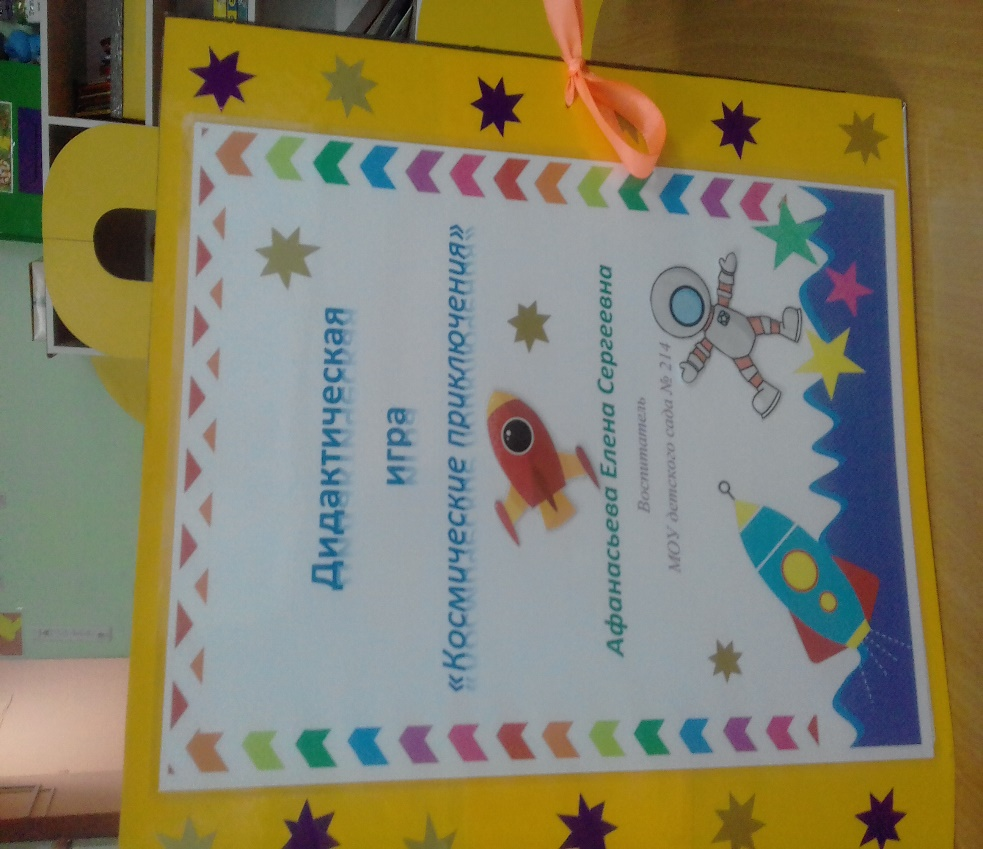 Дидактическая
игра
«Космические приключения»
Афанасьева Елена Сергеевна
Воспитатель
МОУ детского сада № 214